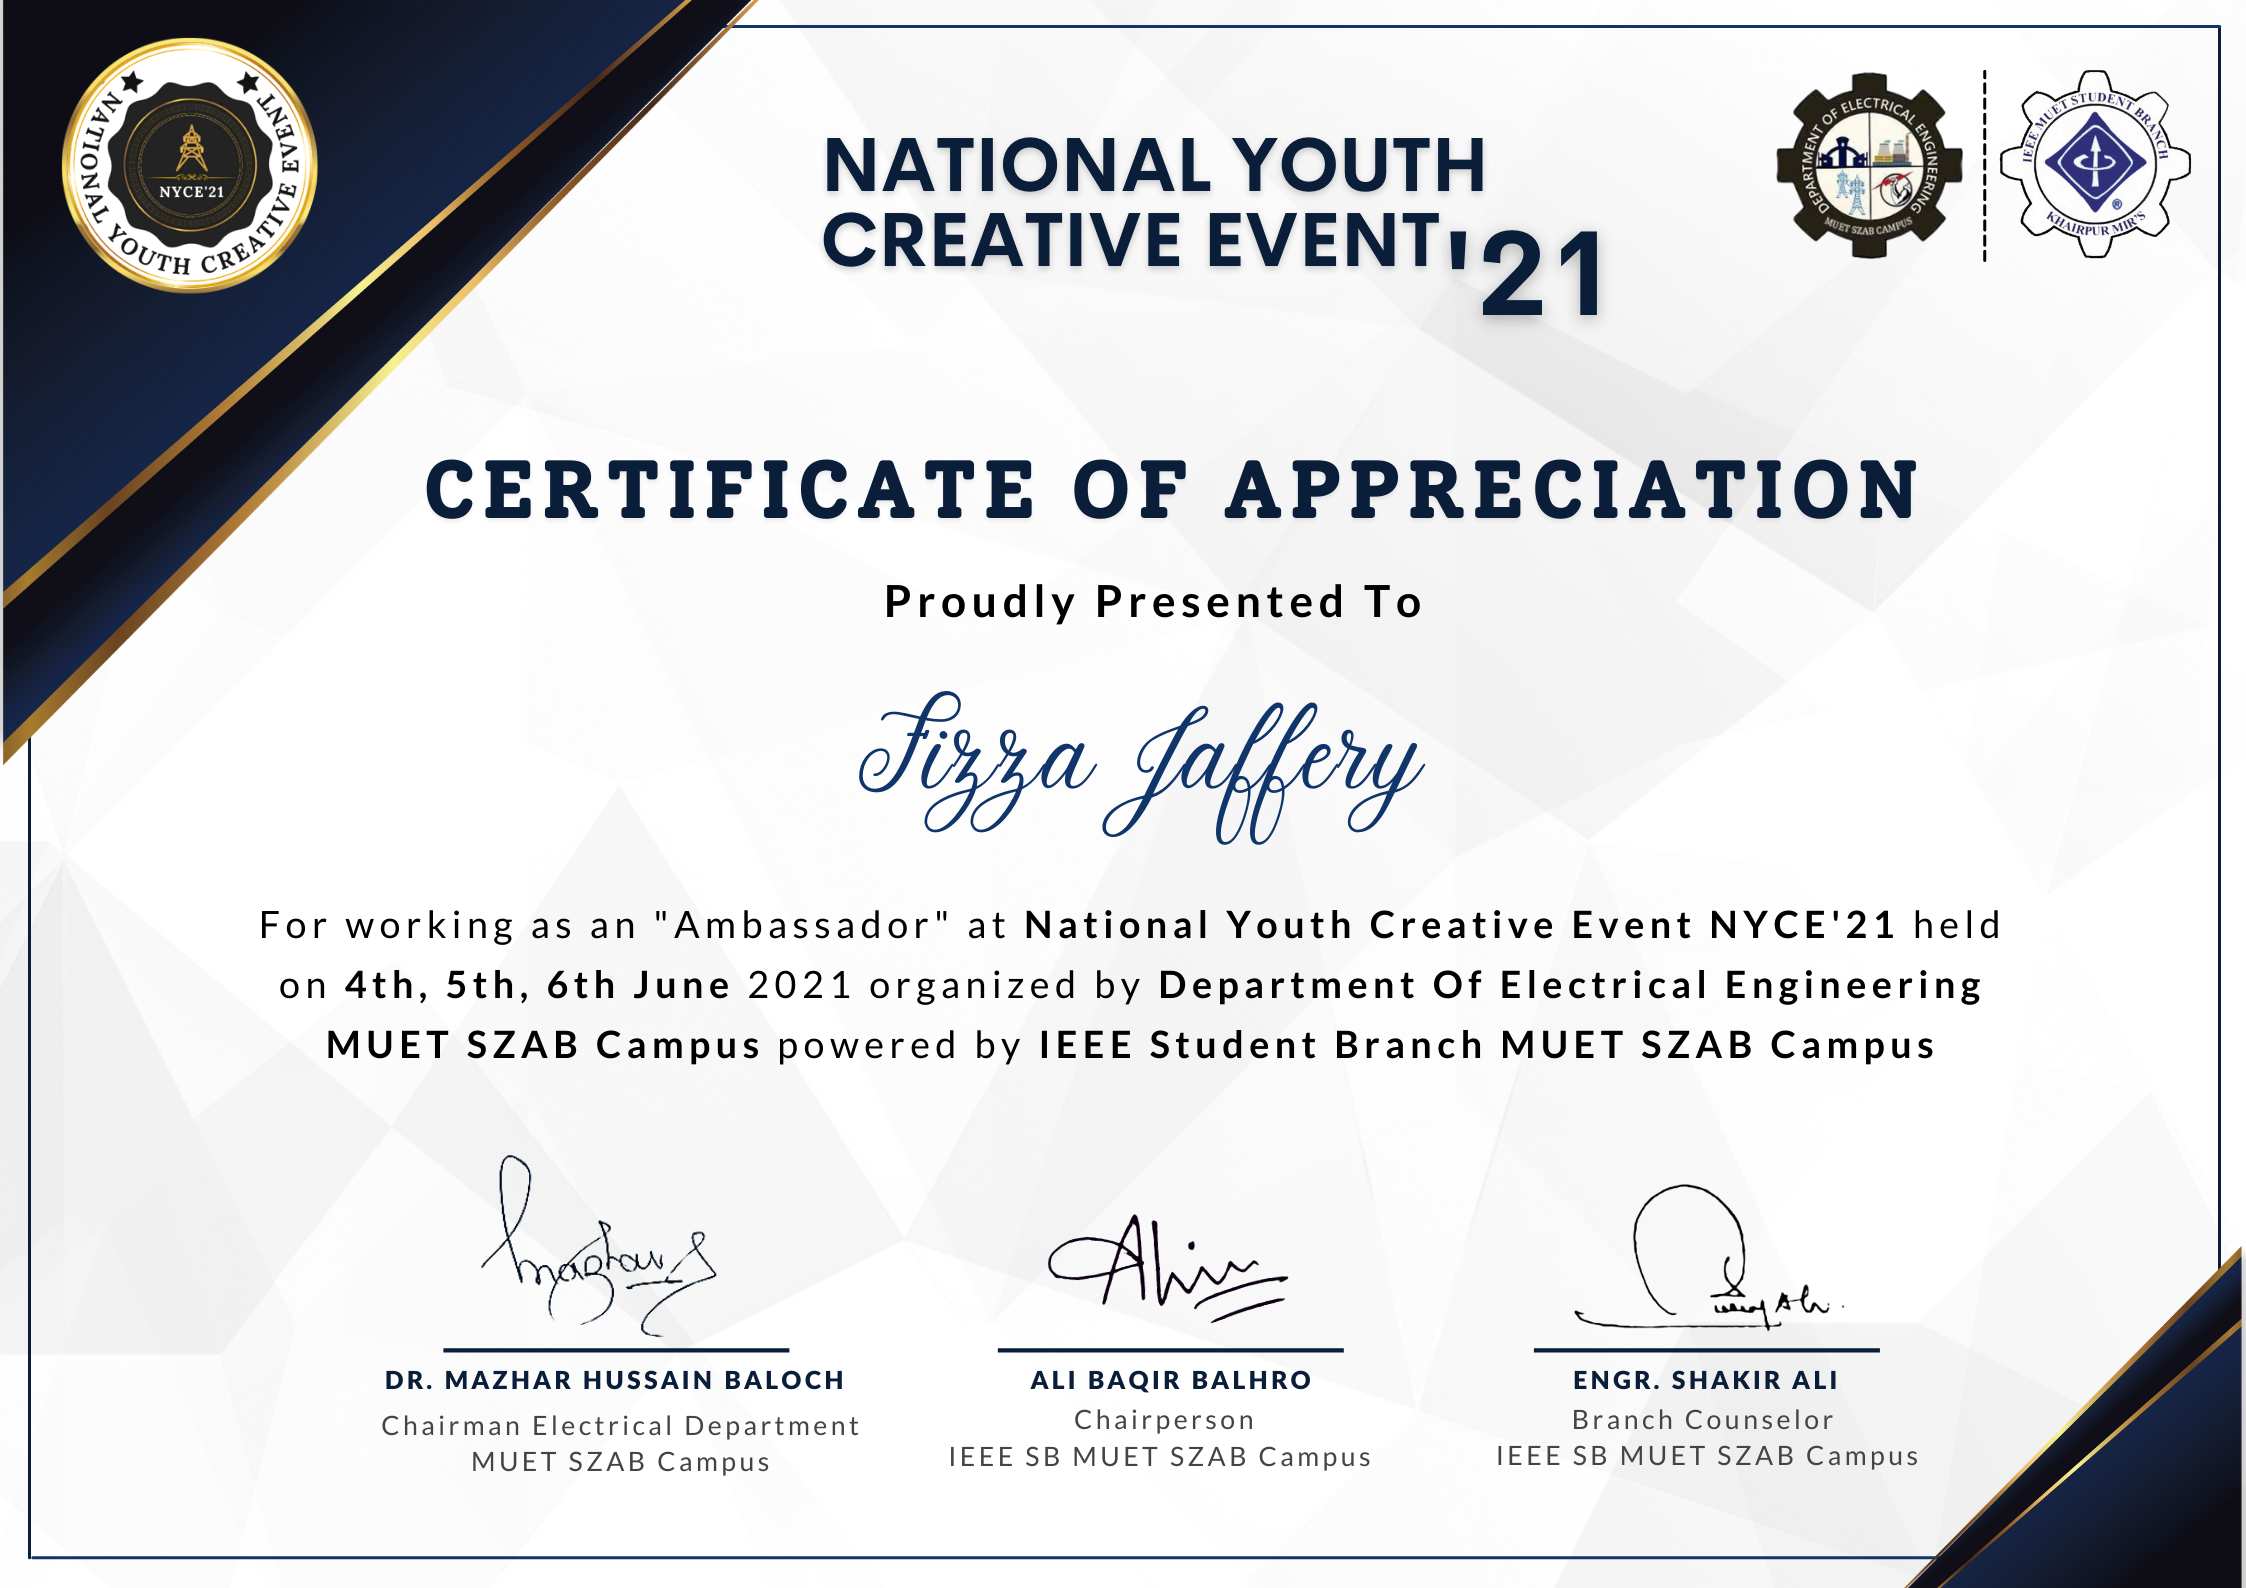 NATIONAL YOUTH CREATIVE EVENT
NYCE'21
NATIONAL YOUTH
CREATIVE EVENT
'21
DEPARTMENT OF ELECTRICAL ENGINEERING
MUET SZAB CAMPUS
IEEE MUET STUDENT BRANCH
®
KHAIRPUR MIR'S
CERTIFICATE OF APPRECIATION
Proudly Presented To
Fizza Jaffery
For working as an "Ambassador" at National Youth Creative Event NYCE'21 held
on 4th, 5th, 6th June 2021 organized by Department Of Electrical Engineering
MUET SZAB Campus powered by IEEE Student Branch MUET SZAB Campus
DR. MAZHAR HUSSAIN BALOCH
Chairman Electrical Department
MUET SZAB Campus
ALI BAQIR BALHRO
Chairperson
IEEE SB MUET SZAB Campus
ENGR. SHAKIR ALI
Branch Counselor
IEEE SB MUET SZAB Campus